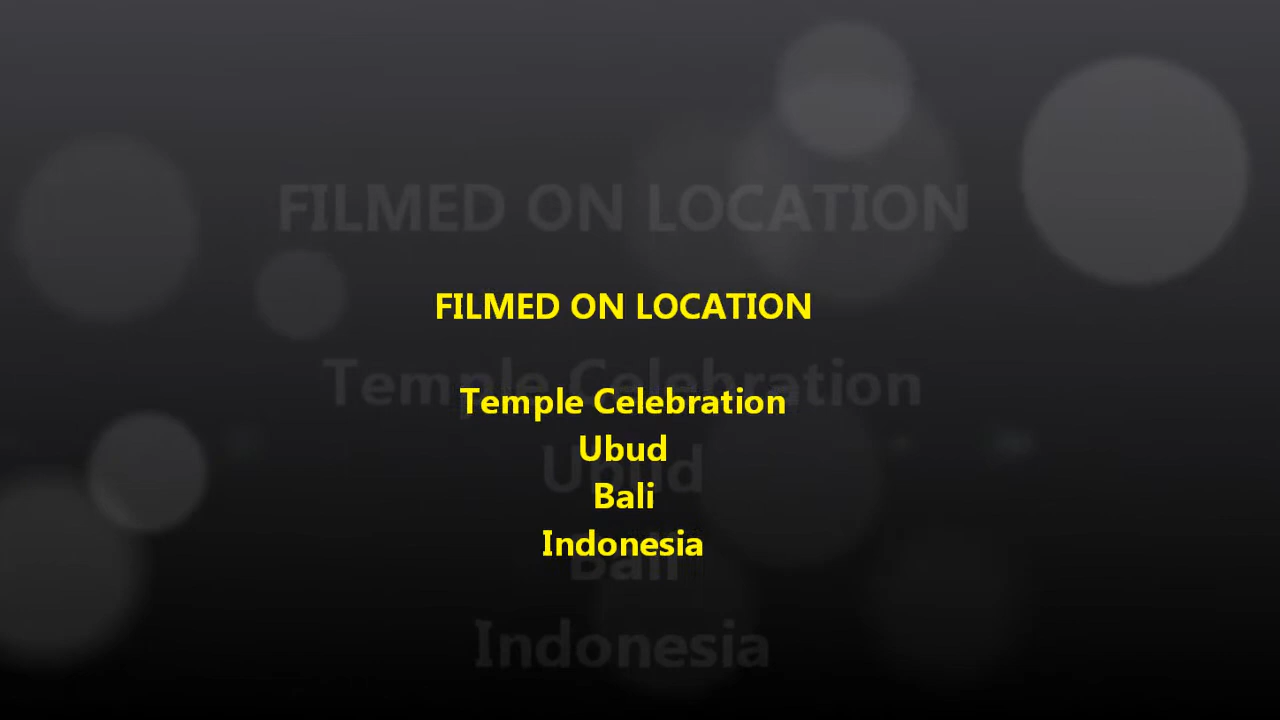 FILMED ON LOCATION
Temple Celebration
Ubud
Bali
Indonesia